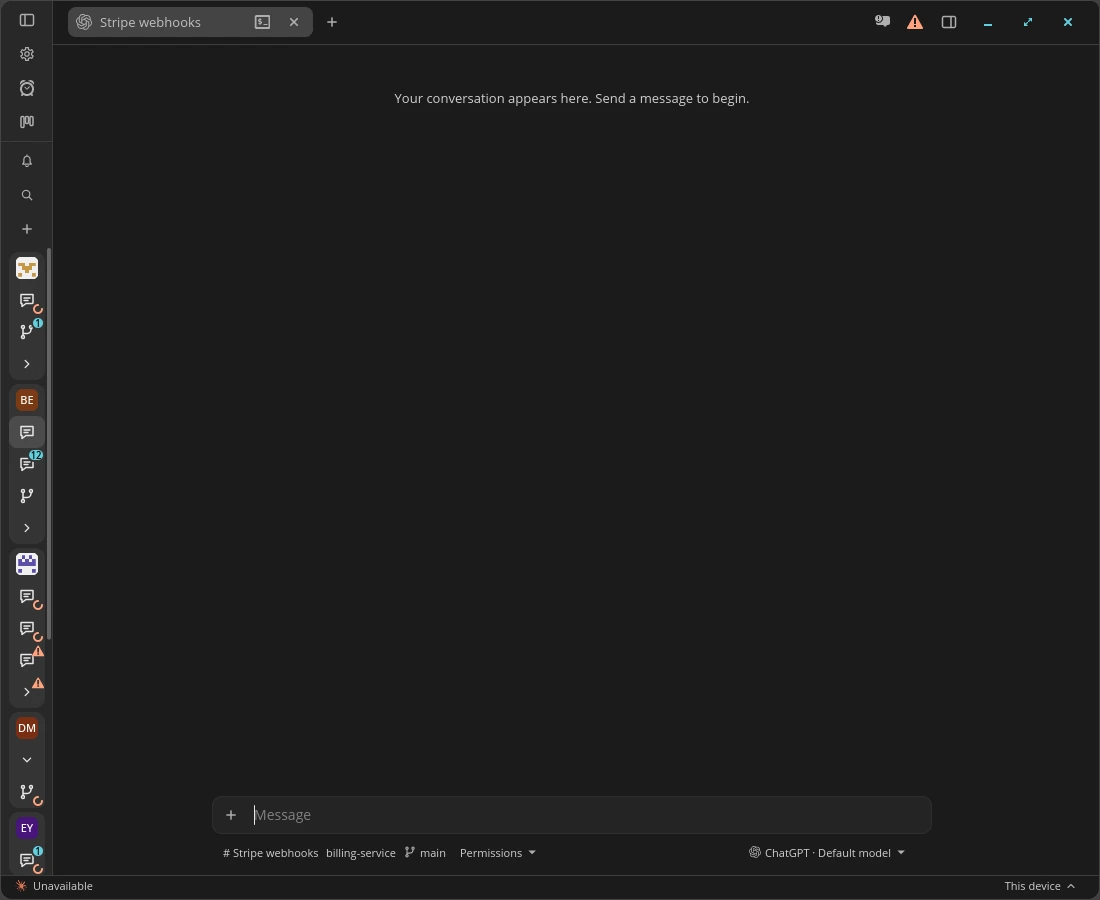 Stripe webhooks
Your conversation appears here. Send a message to begin.
1
BE
12
DM
EY
1
Message
# Stripe webhooks billing-service main Permissions ChatGPT · Default model
Unavailable This device